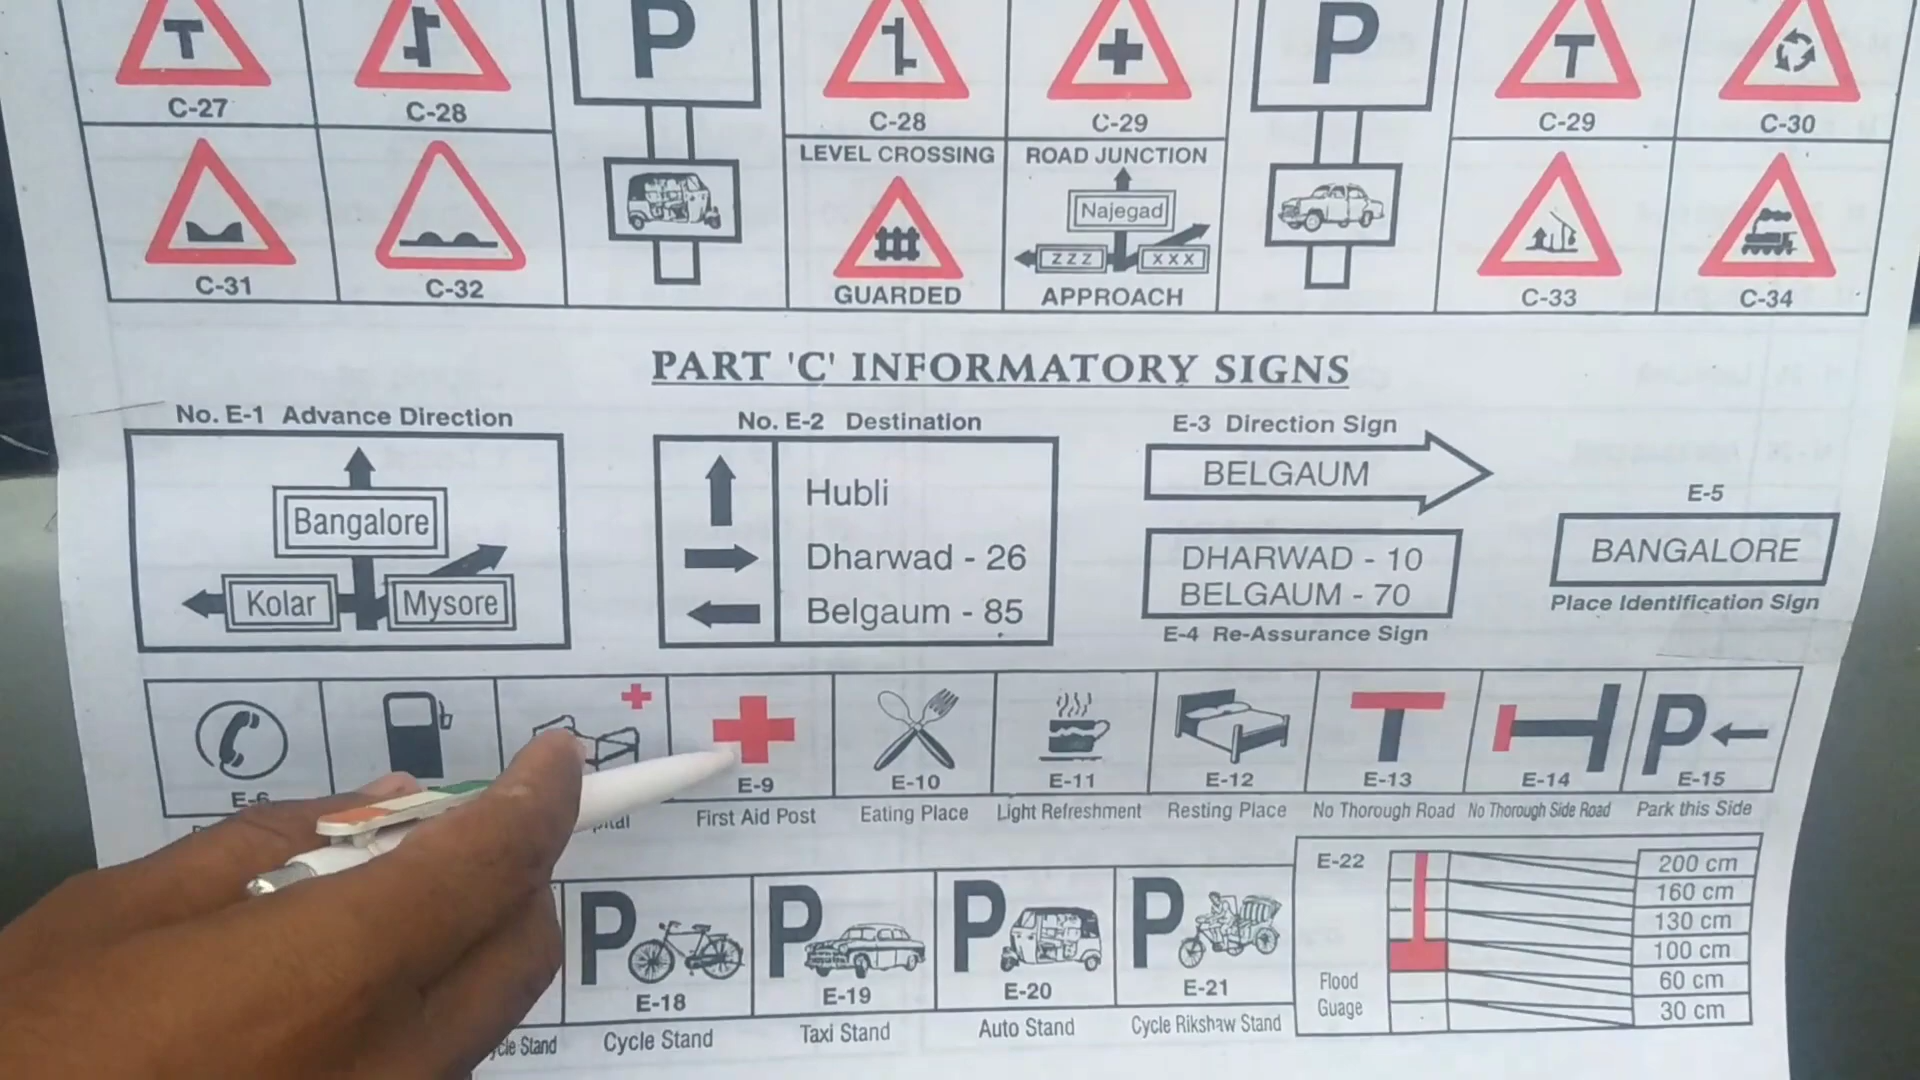 P
P
C-27
C-28
C-28
C-29
C-29
C-30
LEVEL CROSSING
ROAD JUNCTION
Najegad
ZZZ
XXX
C-31
C-32
GUARDED
APPROACH
C-33
C-34
PART 'C' INFORMATORY SIGNS
No. E-1 Advance Direction
Bangalore
Kolar
Mysore
No. E-2 Destination
Hubli
Dharwad - 26
Belgaum - 85
E-3 Direction Sign
BELGAUM
DHARWAD - 10
BELGAUM - 70
E-4 Re-Assurance Sign
E-5
BANGALORE
Place Identification Sign
P
E-6
E-9
E-10
E-11
E-12
E-13
E-14
E-15
First Aid Post
Eating Place
Light Refreshment
Resting Place
No Thorough Road
No Thorough Side Road
Park this Side
P
E-18
P
E-19
P
E-20
P
E-21
Stand
Cycle Stand
Taxi Stand
Auto Stand
Cycle Rikshaw Stand
E-22
Flood
Guage
200 cm
160 cm
130 cm
100 cm
60 cm
30 cm